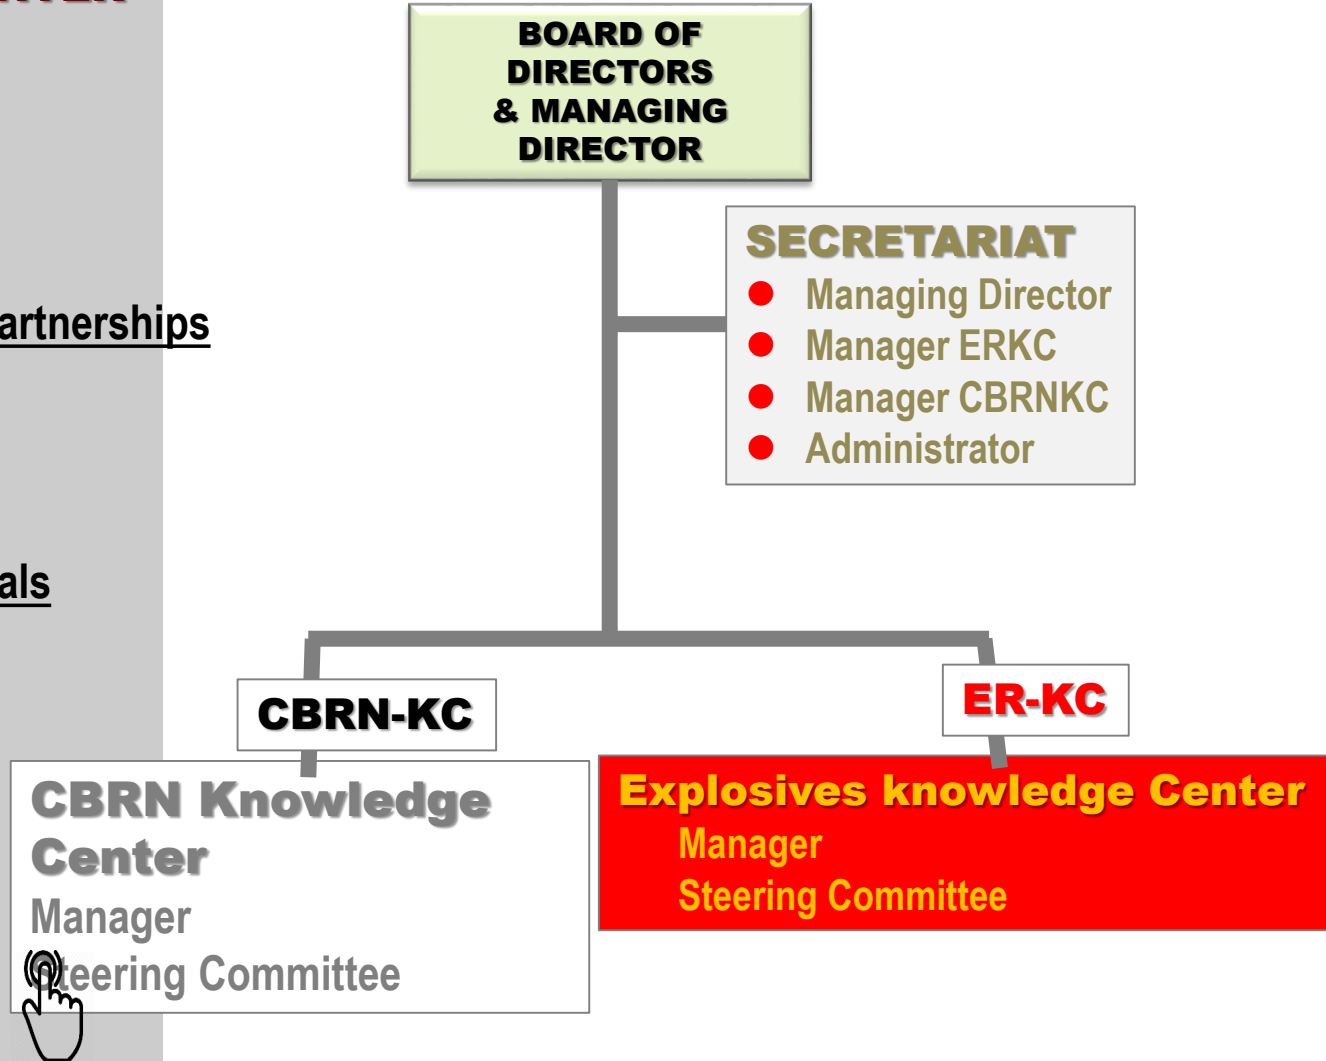 BOARD OF
DIRECTORS
& MANAGING
DIRECTOR
SECRETARIAT
Managing Director
Manager ERKC
Manager CBRNKC
Administrator
artnerships
als
CBRN-KC
ER-KC
CBRN Knowledge
Center
Manager
Steering Committee
Explosives knowledge Center
Manager
Steering Committee